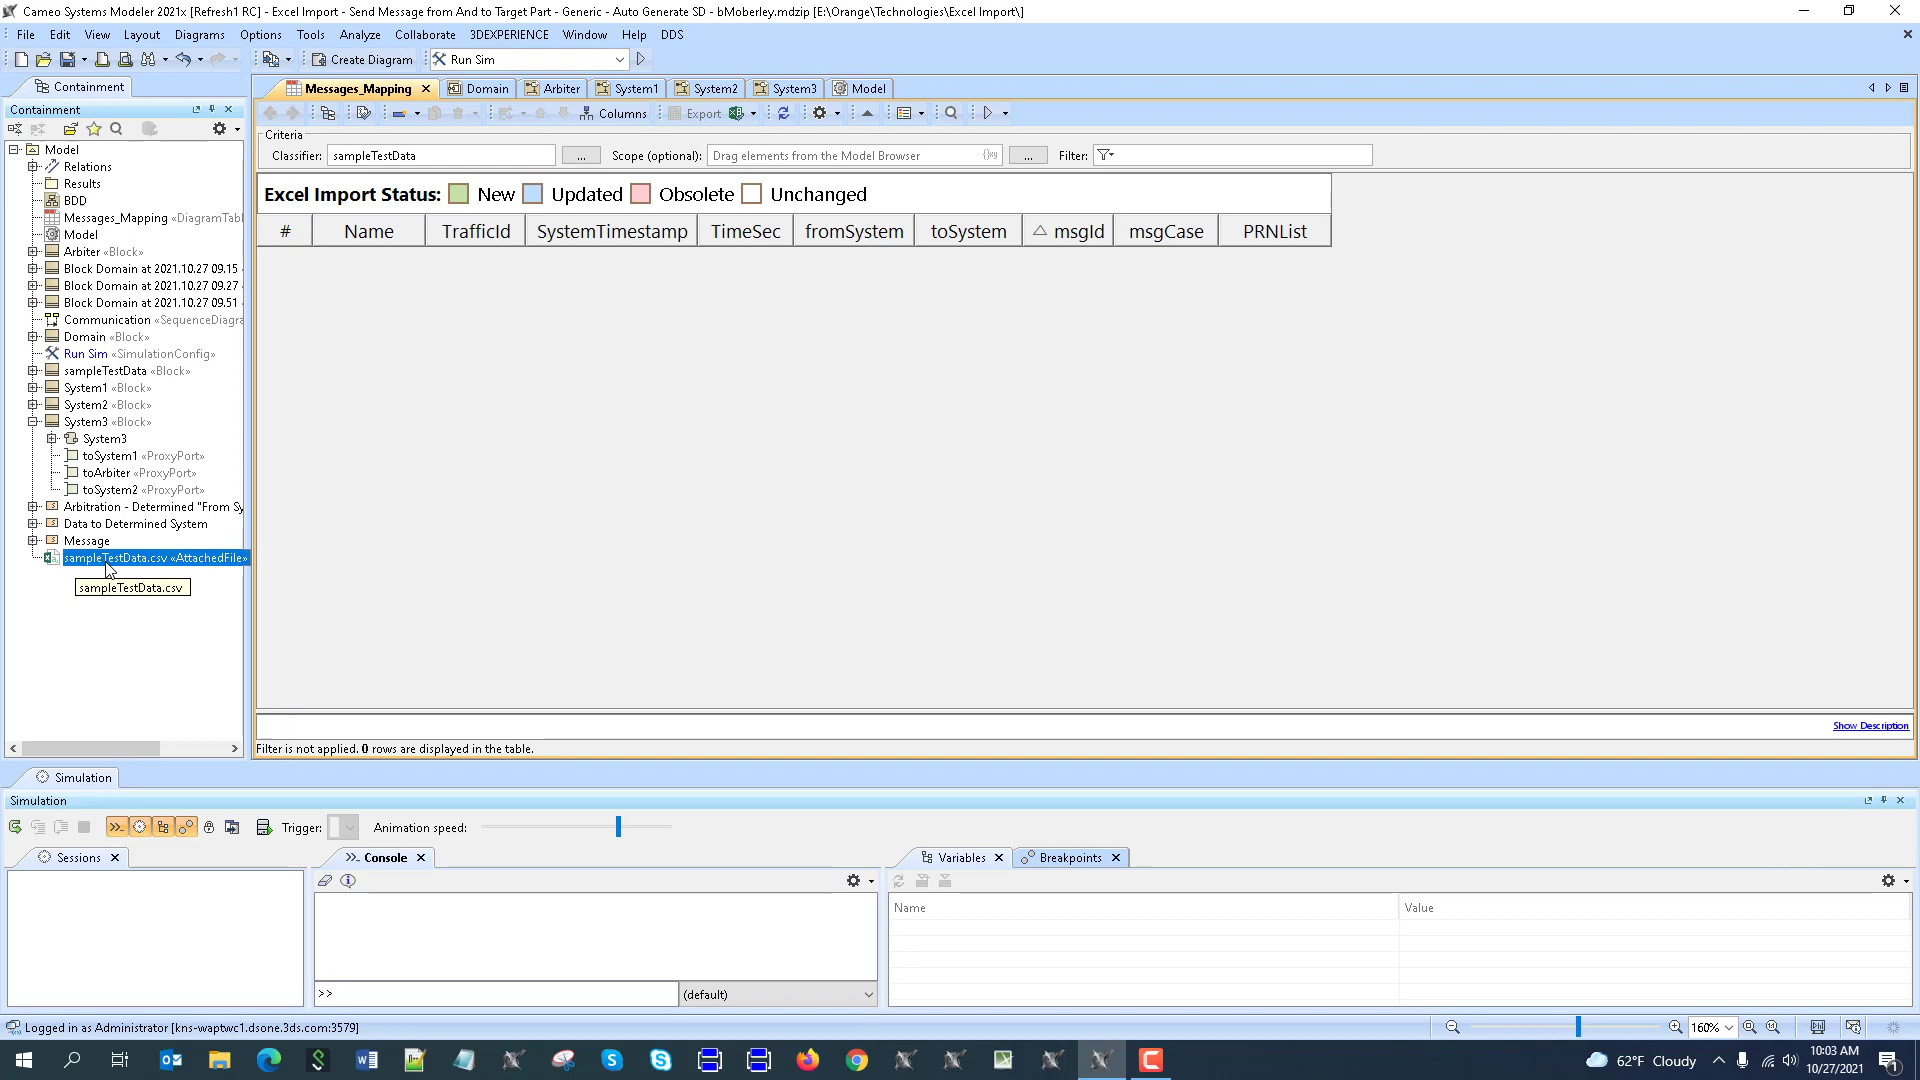 Cameo Systems Modeler 2021x [Refresh1 RC] - Excel Import - Send Message from And to Target Part - Generic - Auto Generate SD - bMoberley.mdzip [E:\Orange\Technologies\Excel Import\]
File Edit View Layout Diagrams Options Tools Analyze Collaborate 3DEXPERIENCE Window Help DDS
Create Diagram Run Sim
Containment
Messages_Mapping Domain Arbiter System1 System2 System3 Model
Containment
Columns Export
Criteria
Classifier: sampleTestData ... Scope (optional): Drag elements from the Model Browser ... Filter:
Excel Import Status: New Updated Obsolete Unchanged
# Name TrafficId SystemTimestamp TimeSec fromSystem toSystem msgId msgCase PRNList
Model
Relations
Results
BDD
Messages_Mapping «DiagramTabl
Model
Arbiter «Block»
Block Domain at 2021.10.27 09.15
Block Domain at 2021.10.27 09.27
Block Domain at 2021.10.27 09.51
Communication «SequenceDiagra
Domain «Block»
Run Sim «SimulationConfig»
sampleTestData «Block»
System1 «Block»
System2 «Block»
System3 «Block»
System3
toSystem1 «ProxyPort»
toArbiter «ProxyPort»
toSystem2 «ProxyPort»
Arbitration - Determined "From Sy
Data to Determined System
Message
sampleTestData.csv «AttachedFile»
sampleTestData.csv
Show Description
Filter is not applied. 0 rows are displayed in the table.
Simulation
Simulation
Trigger: Animation speed:
Sessions Console Variables Breakpoints
Name Value
>> (default)
Logged in as Administrator [kns-waptwc1.dsone.3ds.com:3579]
160%
62°F Cloudy
10:03 AM
10/27/2021